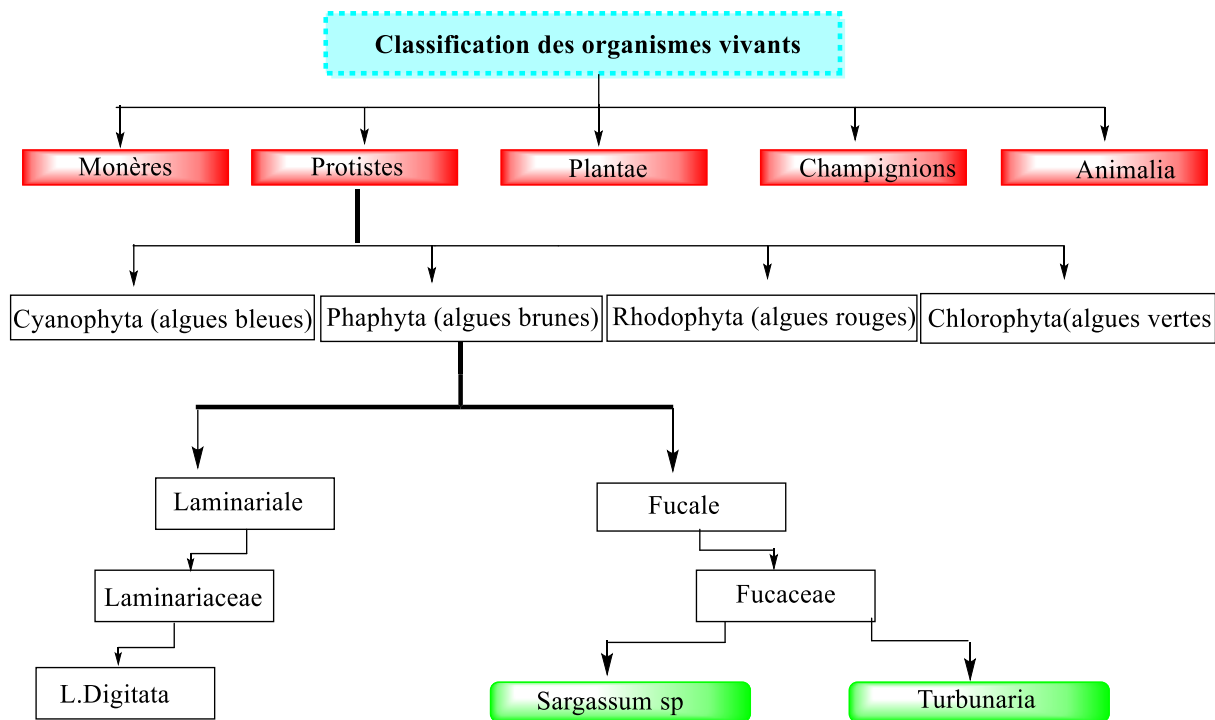 Classification des organismes vivants
Monères
Protistes
Plantae
Champignions
Animalia
Cyanophyta (algues bleues)
Phaphyta (algues brunes)
Rhodophyta (algues rouges)
Chlorophyta(algues vertes
Laminariale
Fucale
Laminariaceae
Fucaceae
L.Digitata
Sargassum sp
Turbunaria